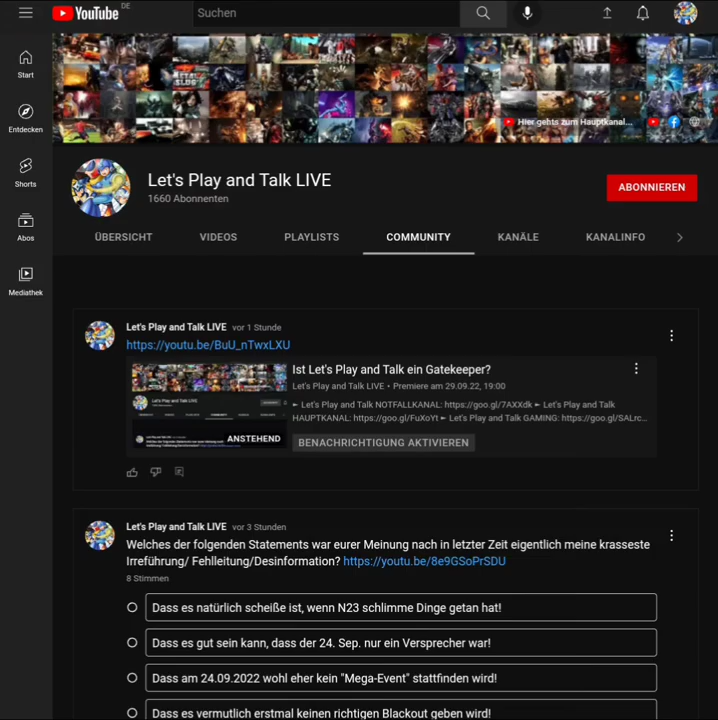 YouTube DE
Suchen
Start
Entdecken
Shorts
Abos
Mediathek
Hier gehts zum Hauptkanal...
Let's Play and Talk LIVE
1660 Abonnenten
ABONNIEREN
ÜBERSICHT VIDEOS PLAYLISTS COMMUNITY KANÄLE KANALINFO
Let's Play and Talk LIVE vor 1 Stunde
https://youtu.be/BuU_nTwxLXU
Ist Let's Play and Talk ein Gatekeeper?
Let's Play and Talk LIVE • Premiere am 29.09.22, 19:00
► Let's Play and Talk NOTFALLKANAL: https://goo.gl/7AXXdk ► Let's Play and Talk
HAUPTKANAL: https://goo.gl/FuXoYt ► Let's Play and Talk GAMING: https://goo.gl/SALrc...
ANSTEHEND
BENACHRICHTIGUNG AKTIVIEREN
Let's Play and Talk LIVE vor 3 Stunden
Welches der folgenden Statements war eurer Meinung nach in letzter Zeit eigentlich meine krasseste
Irreführung/ Fehlleitung/Desinformation? https://youtu.be/8e9GSoPrSDU
8 Stimmen
Dass es natürlich scheiße ist, wenn N23 schlimme Dinge getan hat!
Dass es gut sein kann, dass der 24. Sep. nur ein Versprecher war!
Dass am 24.09.2022 wohl eher kein "Mega-Event" stattfinden wird!
Dass es vermutlich erstmal keinen richtigen Blackout geben wird!